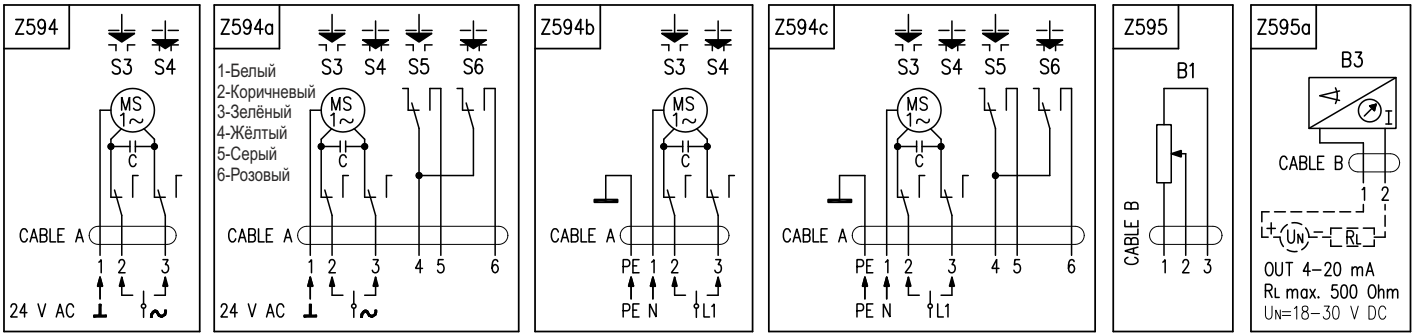 Z594
S3 S4
MS
1~
C
CABLE A
1 2 3
24 V AC
Z594a
S3 S4 S5 S6
1-Белый
2-Коричневый
3-Зелёный
4-Жёлтый
5-Серый
6-Розовый
MS
1~
C
CABLE A
1 2 3 4 5 6
24 V AC
Z594b
S3 S4
MS
1~
C
CABLE A
PE 1 2 3
PE N L1
Z594c
S3 S4 S5 S6
MS
1~
C
CABLE A
PE 1 2 3 4 5 6
PE N L1
Z595
B1
CABLE B
1 2 3
Z595a
B3
I
CABLE B
1 2
+ UN - RL
OUT 4-20 mA
RL max. 500 Ohm
UN=18-30 V DC